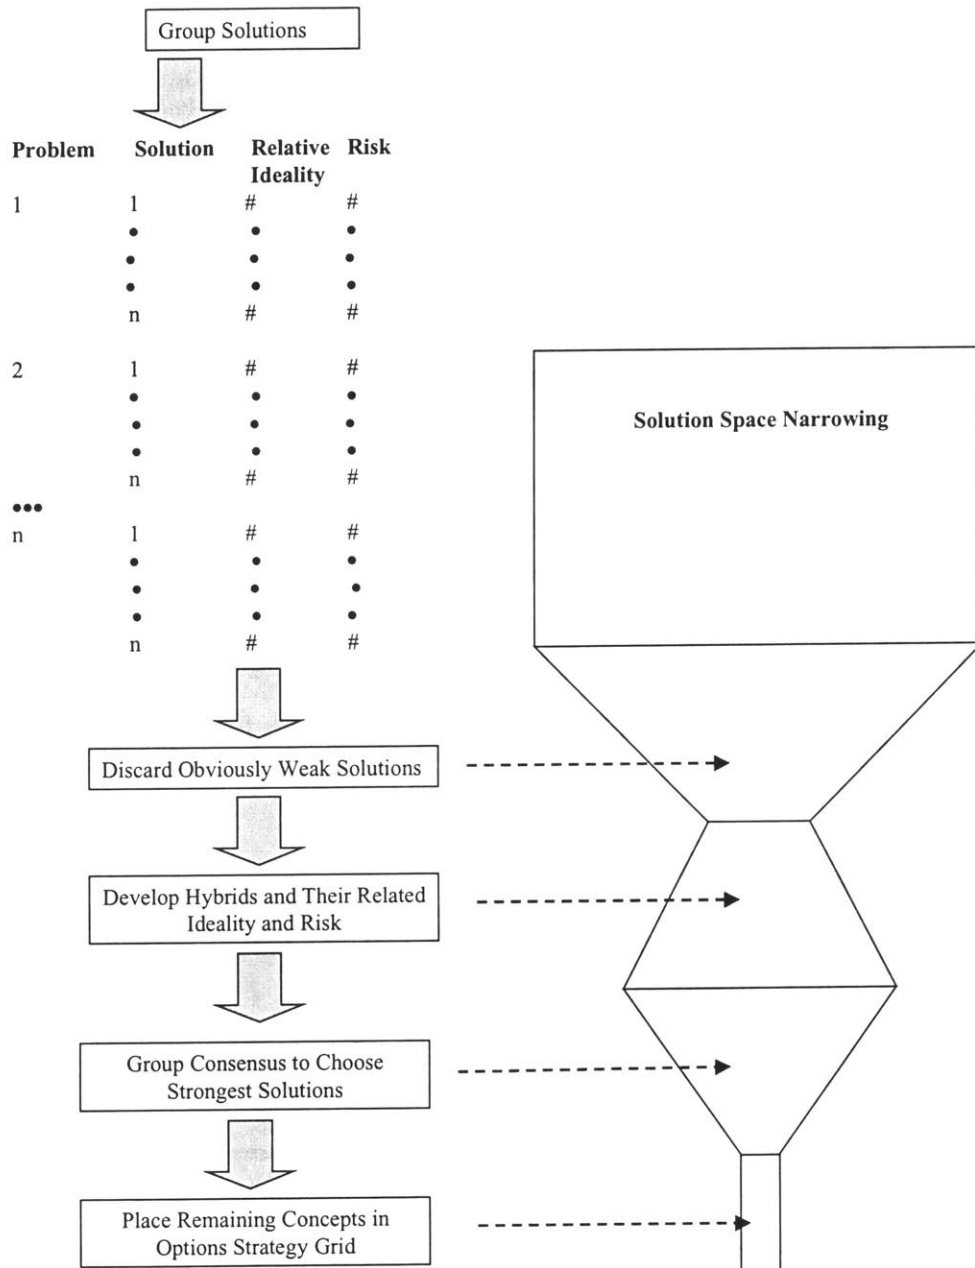 Group Solutions
Problem Solution Relative Risk
Ideality
1 1 # #
• • •
• • •
• • •
n # #
2 1 # #
• • •
• • •
• • •
n # #
•••
n 1 # #
• • •
• • •
• • •
n # #
Solution Space Narrowing
Discard Obviously Weak Solutions
Develop Hybrids and Their Related
Ideality and Risk
Group Consensus to Choose
Strongest Solutions
Place Remaining Concepts in
Options Strategy Grid